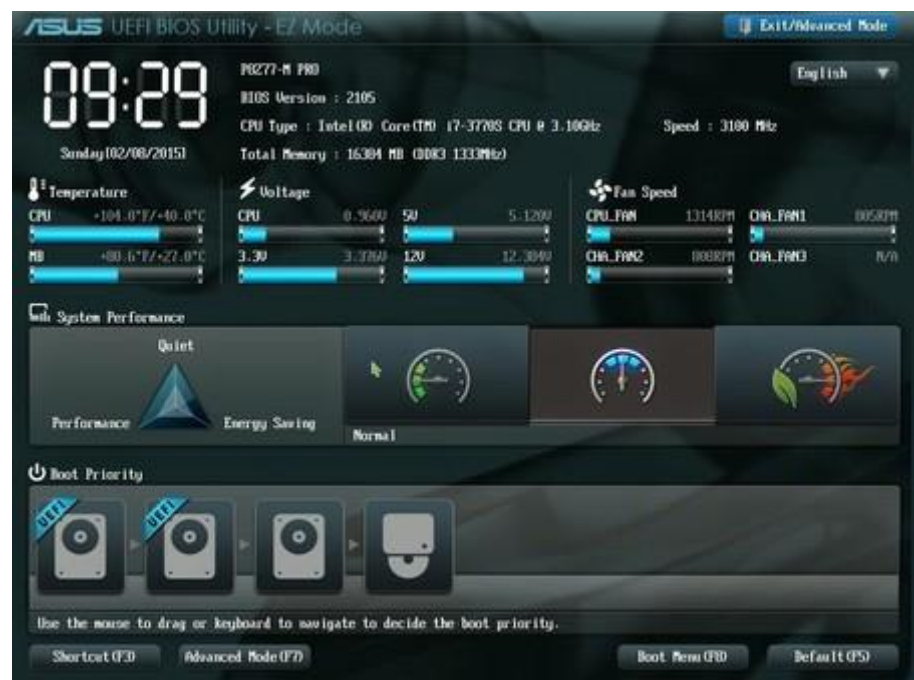 ASUS UEFI BIOS Utility - EZ Mode
Exit/Advanced Mode
09:29
Sunday[02/08/2015]
P8Z77-M PRO
BIOS Version : 2105
CPU Type : Intel(R) Core(TM) i7-3770S CPU @ 3.10GHz
Speed : 3100 MHz
Total Memory : 16384 MB (DDR3 1333MHz)
English
Temperature
CPU +104.0°F/+40.0°C
MB +80.6°F/+27.0°C
Voltage
CPU 0.960V 5V 5.120V
3.3V 3.376V 12V 12.384V
Fan Speed
CPU_FAN 1314RPM CHA_FAN1
CHA_FAN2 CHA_FAN3 N/A
System Performance
Quiet
Performance
Energy Saving
Normal
Boot Priority
UEFI
UEFI
Use the mouse to drag or keyboard to navigate to decide the boot priority.
Shortcut(F3)
Advanced Mode(F7)
Boot Menu(F8)
Default(F5)